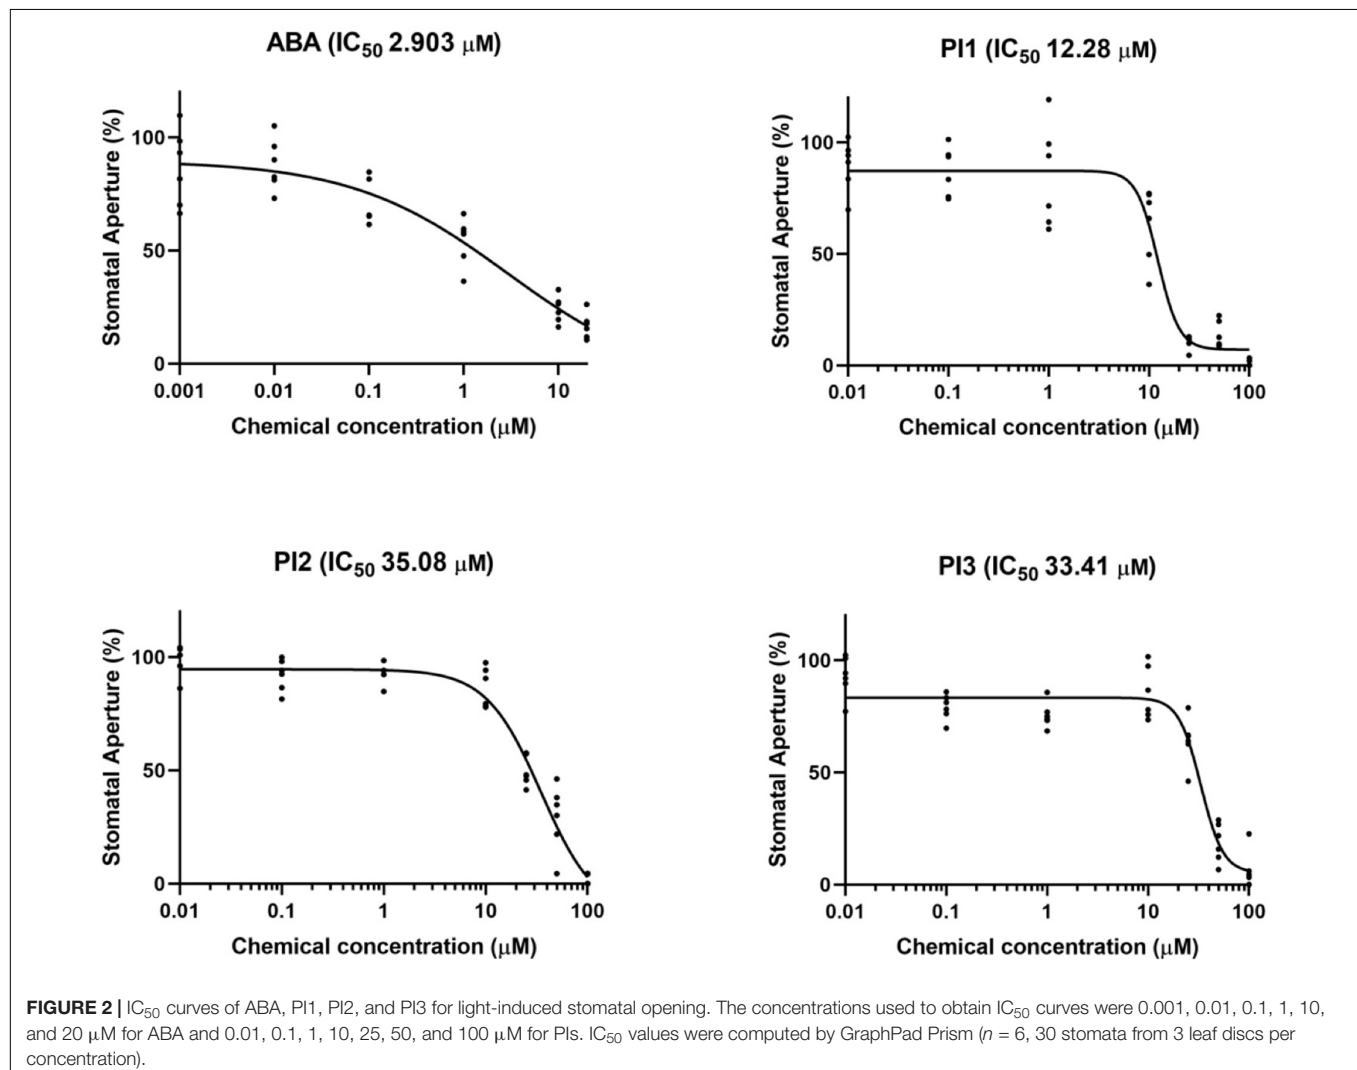 ABA (IC50 2.903 μM)
Stomatal Aperture (%)
100
50
0
0.001 0.01 0.1 1 10
Chemical concentration (μM)
PI1 (IC50 12.28 μM)
Stomatal Aperture (%)
100
50
0
0.01 0.1 1 10 100
Chemical concentration (μM)
PI2 (IC50 35.08 μM)
Stomatal Aperture (%)
100
50
0
0.01 0.1 1 10 100
Chemical concentration (μM)
PI3 (IC50 33.41 μM)
Stomatal Aperture (%)
100
50
0
0.01 0.1 1 10 100
Chemical concentration (μM)
FIGURE 2 | IC50 curves of ABA, PI1, PI2, and PI3 for light-induced stomatal opening. The concentrations used to obtain IC50 curves were 0.001, 0.01, 0.1, 1, 10,
and 20 μM for ABA and 0.01, 0.1, 1, 10, 25, 50, and 100 μM for PIs. IC50 values were computed by GraphPad Prism (n = 6, 30 stomata from 3 leaf discs per
concentration).